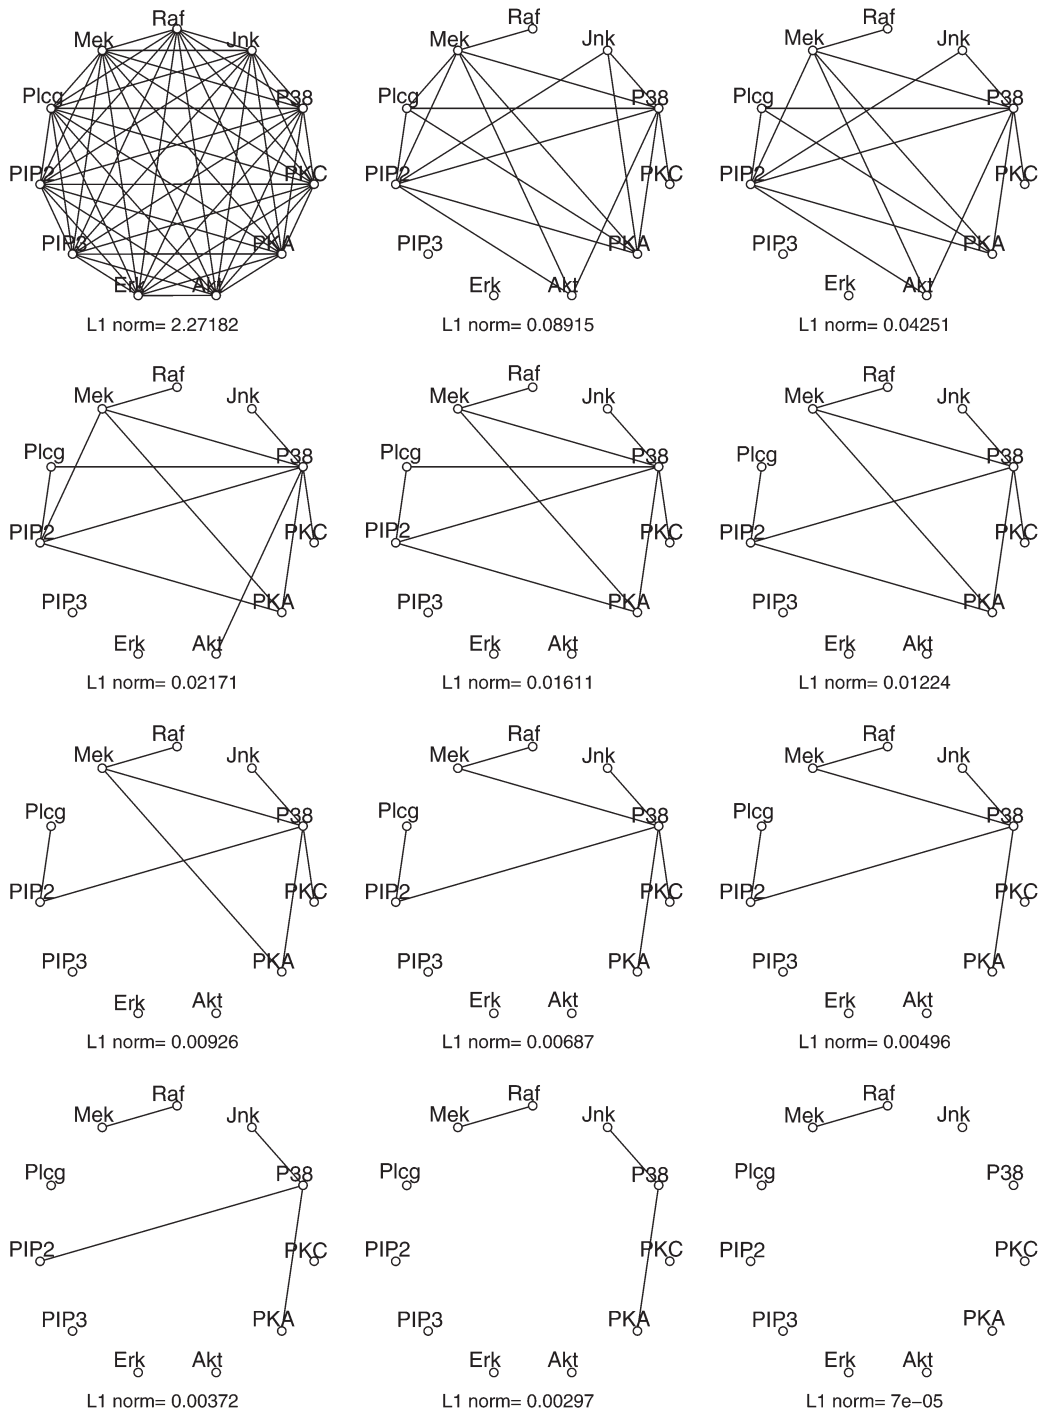 Raf
Mek Jnk
Plcg P38
PIP2 PKC
PIP3 PKA
Erk Akt
L1 norm= 2.27182
Raf
Mek Jnk
Plcg P38
PIP2 PKC
PIP3 PKA
Erk Akt
L1 norm= 0.08915
Raf
Mek Jnk
Plcg P38
PIP2 PKC
PIP3 PKA
Erk Akt
L1 norm= 0.04251
Raf
Mek Jnk
Plcg P38
PIP2 PKC
PIP3 PKA
Erk Akt
L1 norm= 0.02171
Raf
Mek Jnk
Plcg P38
PIP2 PKC
PIP3 PKA
Erk Akt
L1 norm= 0.01611
Raf
Mek Jnk
Plcg P38
PIP2 PKC
PIP3 PKA
Erk Akt
L1 norm= 0.01224
Raf
Mek Jnk
Plcg P38
PIP2 PKC
PIP3 PKA
Erk Akt
L1 norm= 0.00926
Raf
Mek Jnk
Plcg P38
PIP2 PKC
PIP3 PKA
Erk Akt
L1 norm= 0.00687
Raf
Mek Jnk
Plcg P38
PIP2 PKC
PIP3 PKA
Erk Akt
L1 norm= 0.00496
Raf
Mek Jnk
Plcg P38
PIP2 PKC
PIP3 PKA
Erk Akt
L1 norm= 0.00372
Raf
Mek Jnk
Plcg P38
PIP2 PKC
PIP3 PKA
Erk Akt
L1 norm= 0.00297
Raf
Mek Jnk
Plcg P38
PIP2 PKC
PIP3 PKA
Erk Akt
L1 norm= 7e−05